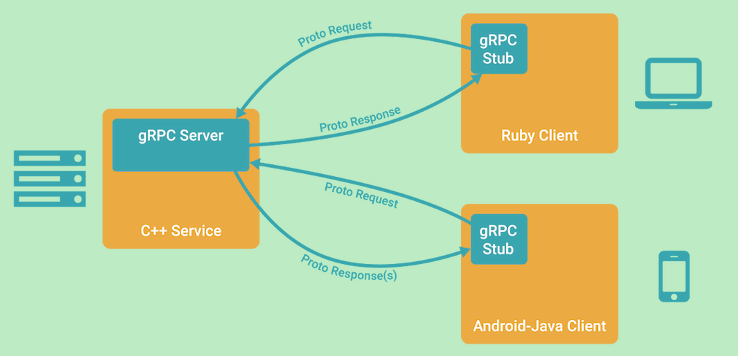 Proto Request
gRPC
Stub
Ruby Client
Proto Response
gRPC Server
C++ Service
Proto Request
gRPC
Stub
Proto Response(s)
Android-Java Client